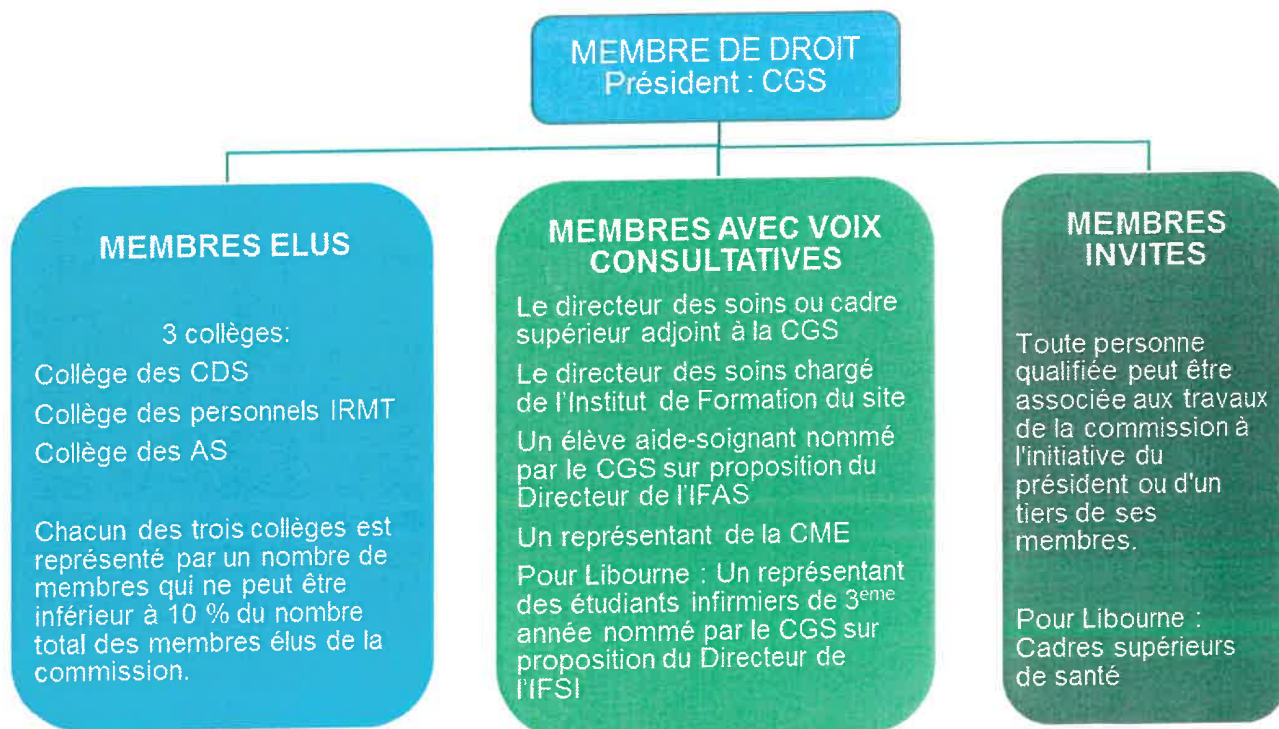 MEMBRE DE DROIT
Président : CGS
MEMBRES ELUS
3 collèges:
Collège des CDS
Collège des personnels IRMT
Collège des AS
Chacun des trois collèges est
représenté par un nombre de
membres qui ne peut être
inférieur à 10 % du nombre
total des membres élus de la
commission.
MEMBRES AVEC VOIX
CONSULTATIVES
Le directeur des soins ou cadre
supérieur adjoint à la CGS
Le directeur des soins chargé
de l'Institut de Formation du site
Un élève aide-soignant nommé
par le CGS sur proposition du
Directeur de l'IFAS
Un représentant de la CME
Pour Libourne : Un représentant
des étudiants infirmiers de 3eme
année nommé par le CGS sur
proposition du Directeur de
l'IFSI
MEMBRES
INVITES
Toute personne
qualifiée peut être
associée aux travaux
de la commission à
l'initiative du
président ou d'un
tiers de ses
membres.
Pour Libourne :
Cadres supérieurs
de santé